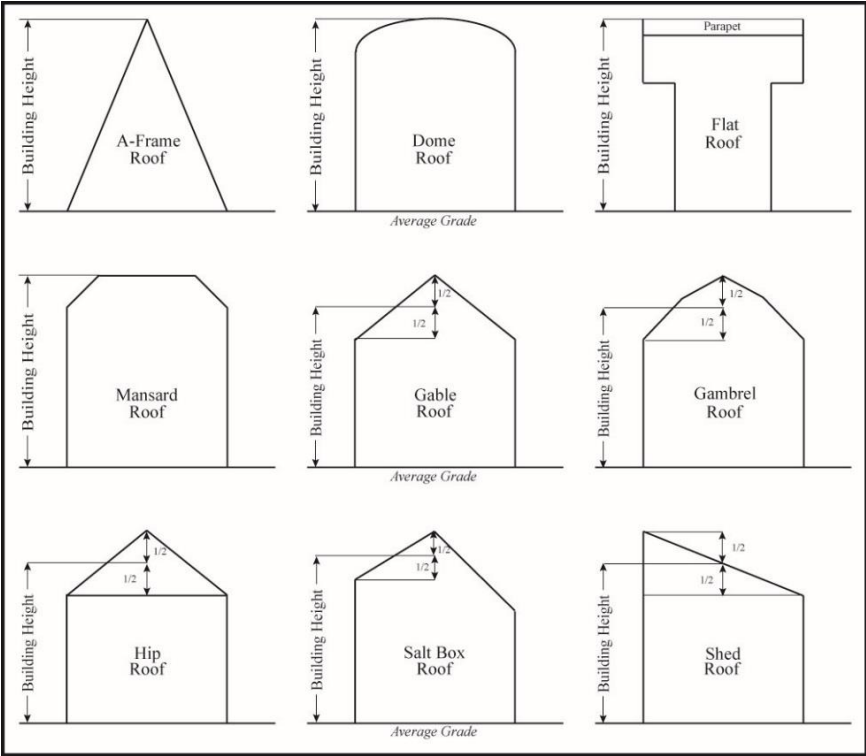 Building Height
A-Frame
Roof
Building Height
Dome
Roof
Building Height
Parapet
Flat
Roof
Average Grade
Building Height
Mansard
Roof
Building Height
1/2
1/2
Gable
Roof
Building Height
1/2
1/2
Gambrel
Roof
Average Grade
Building Height
1/2
1/2
Hip
Roof
Building Height
1/2
1/2
Salt Box
Roof
Building Height
1/2
1/2
Shed
Roof
Average Grade